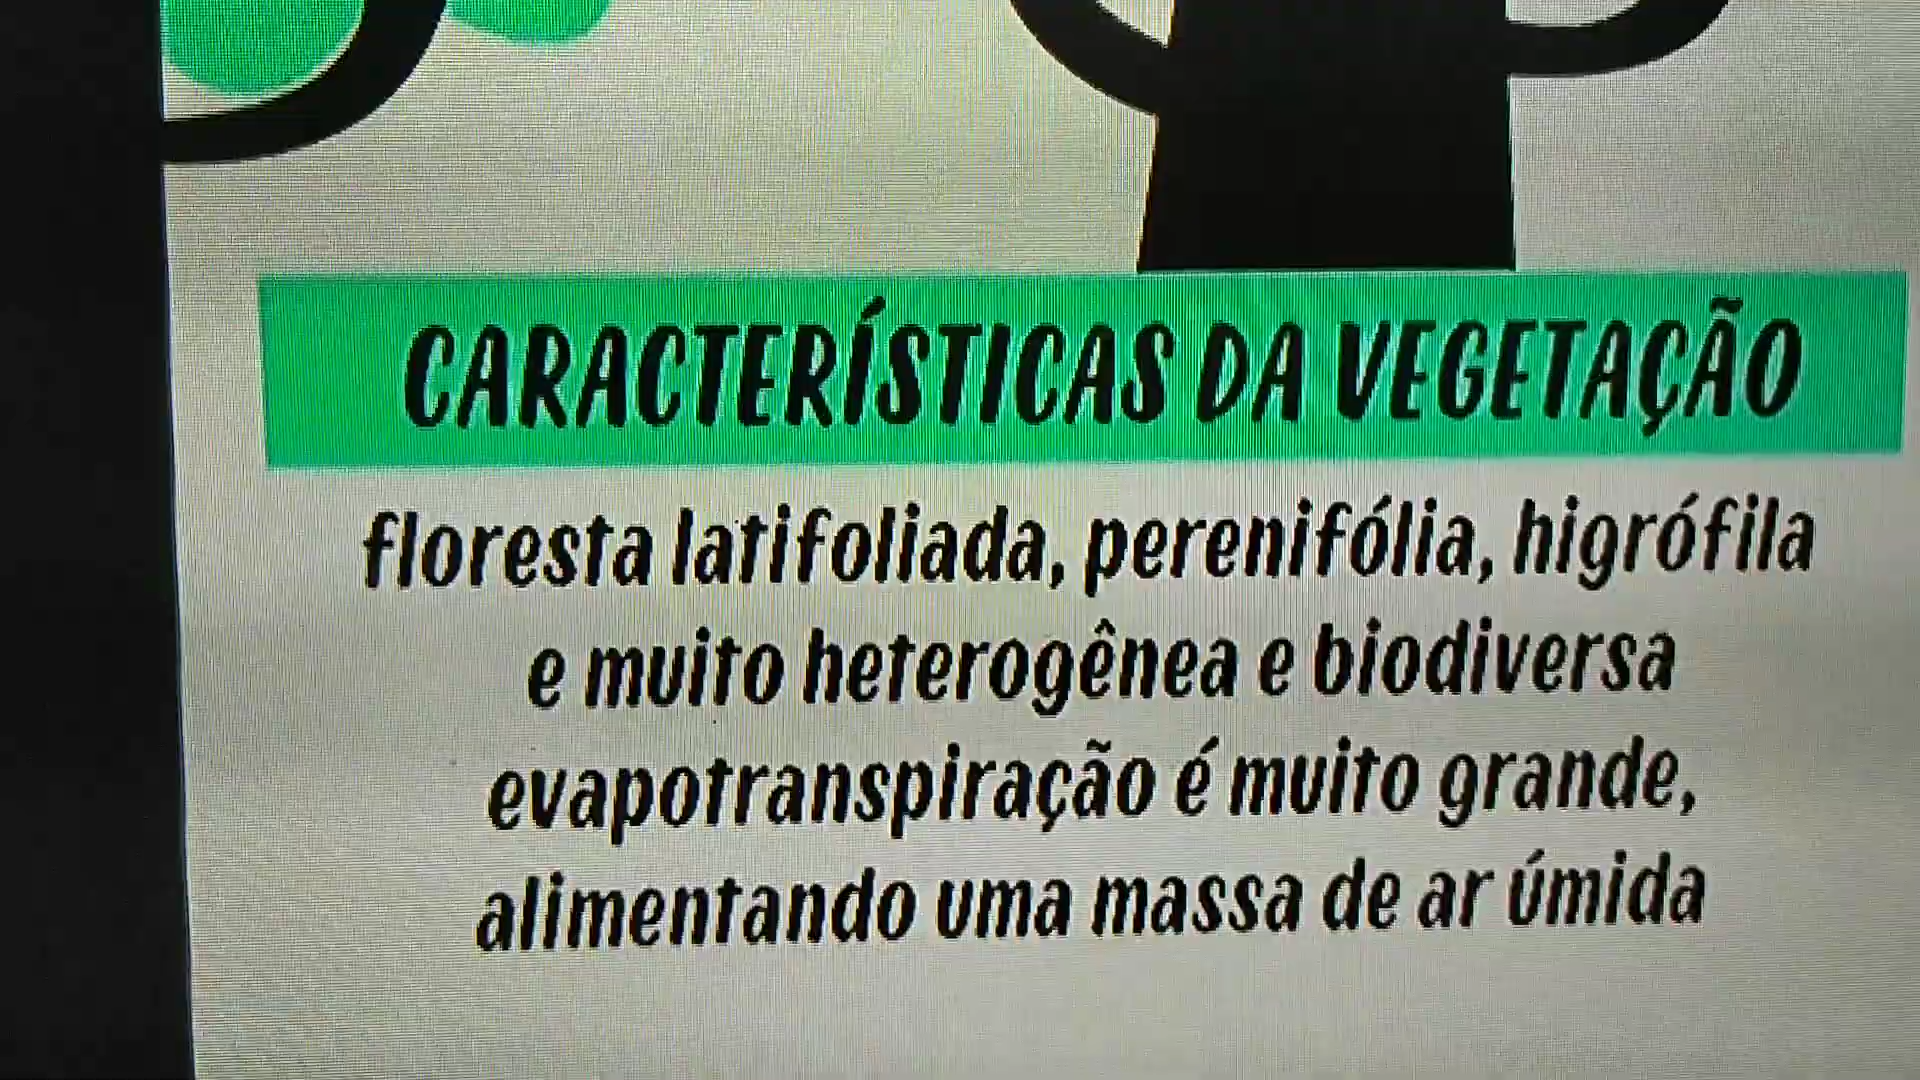 CARACTERÍSTICAS DA VEGETAÇÃO
floresta latifoliada, perenifólia, higrófila
e muito heterogênea e biodiversa
evapotranspiração é muito grande,
alimentando uma massa de ar úmida